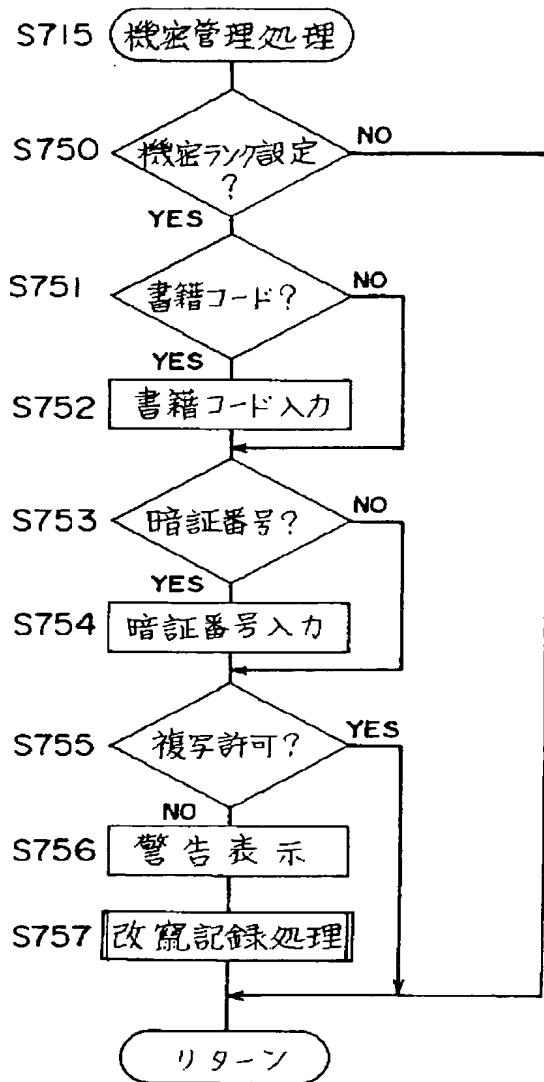 S715 機密管理処理
S750 機密ランク設定 NO
?
YES
S751 書籍コード? NO
YES
S752 書籍コード入力
S753 暗証番号? NO
YES
S754 暗証番号入力
S755 複写許可? YES
NO
S756 警告表示
S757 改竄記録処理
リターン